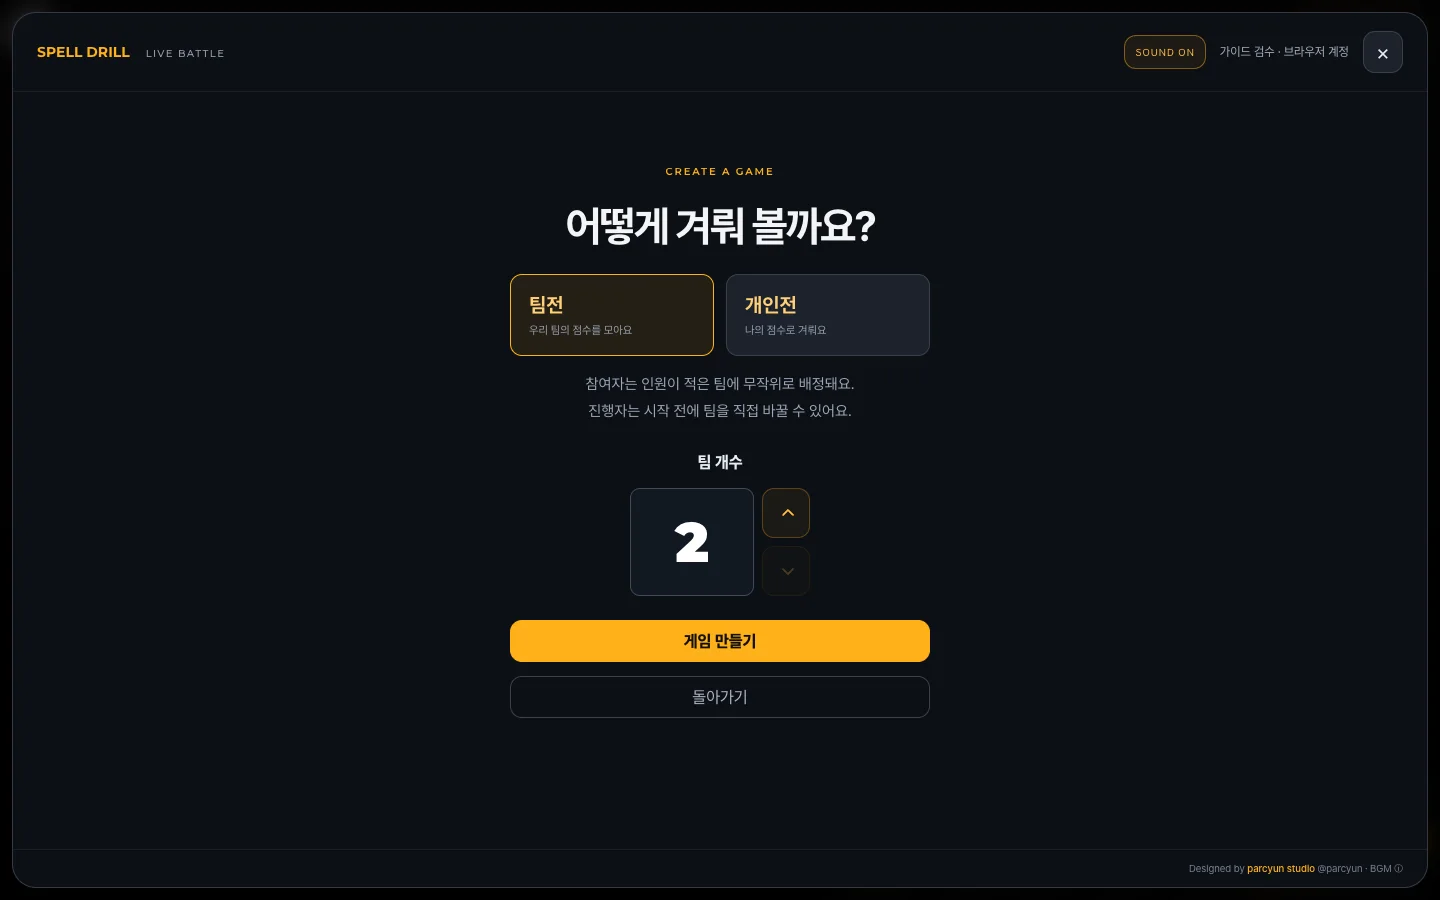 SPELL DRILL LIVE BATTLE
SOUND ON 가이드 검수 · 브라우저 계정
CREATE A GAME
어떻게 겨뤄 볼까요?
팀전
우리 팀의 점수를 모아요
개인전
나의 점수로 겨뤄요
참여자는 인원이 적은 팀에 무작위로 배정돼요.
진행자는 시작 전에 팀을 직접 바꿀 수 있어요.
팀 개수
2
게임 만들기
돌아가기
Designed by parcyun studio @parcyun · BGM ⓘ